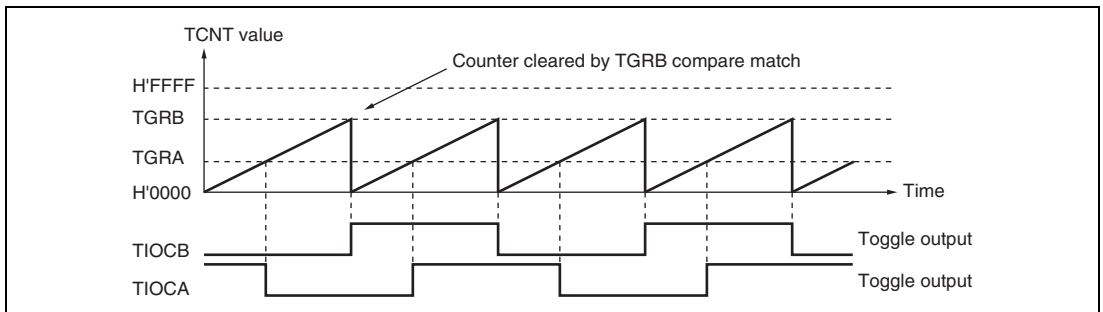 TCNT value
Counter cleared by TGRB compare match
H'FFFF
TGRB
TGRA
H'0000
Time
TIOCB
Toggle output
TIOCA
Toggle output